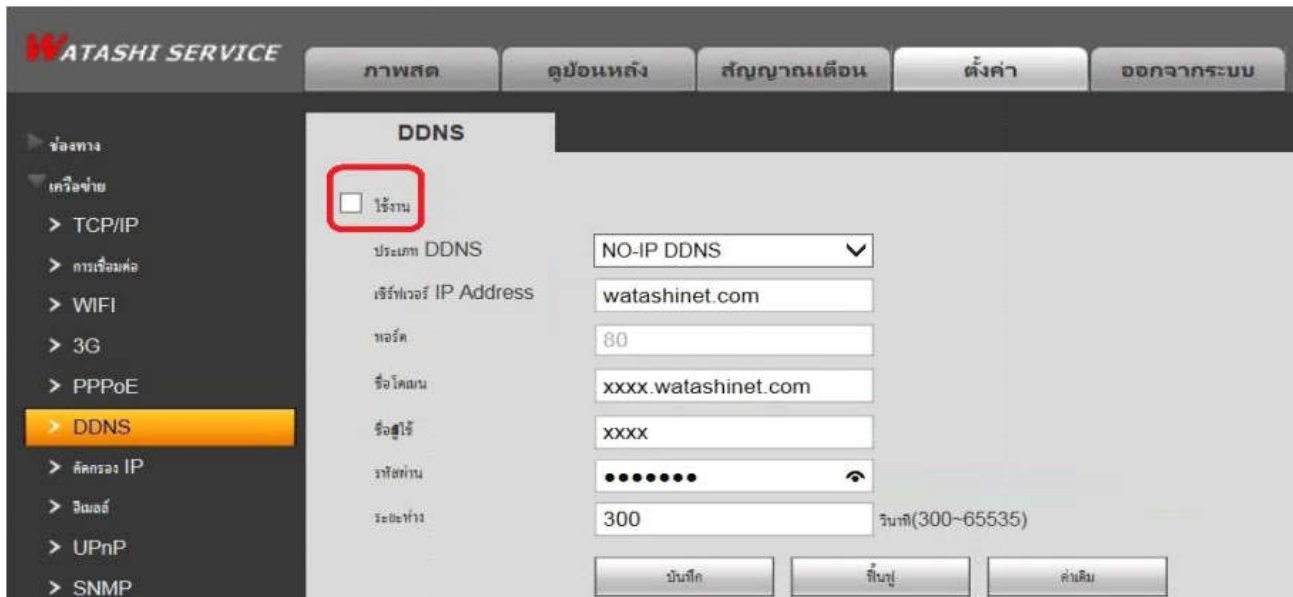 WATASHI SERVICE
ภาพสด
ดูย้อนหลัง
สัญญาณเตือน
ตั้งค่า
ออกจากระบบ
ช่องทาง
เครือข่าย
> TCP/IP
> การเชื่อมต่อ
> WIFI
> 3G
> PPPoE
> DDNS
> คัดกรอง IP
> อีเมลล์
> UPnP
> SNMP
DDNS
ใช้งาน
ประเภท DDNS
NO-IP DDNS
เซิร์ฟเวอร์ IP Address
watashinet.com
พอร์ต
80
ชื่อโดเมน
xxxx.watashinet.com
ชื่อผู้ใช้
xxxx
รหัสผ่าน
•••••••
ระยะห่าง
300
วินาที(300~65535)
บันทึก
ฟื้นฟู
ค่าเดิม